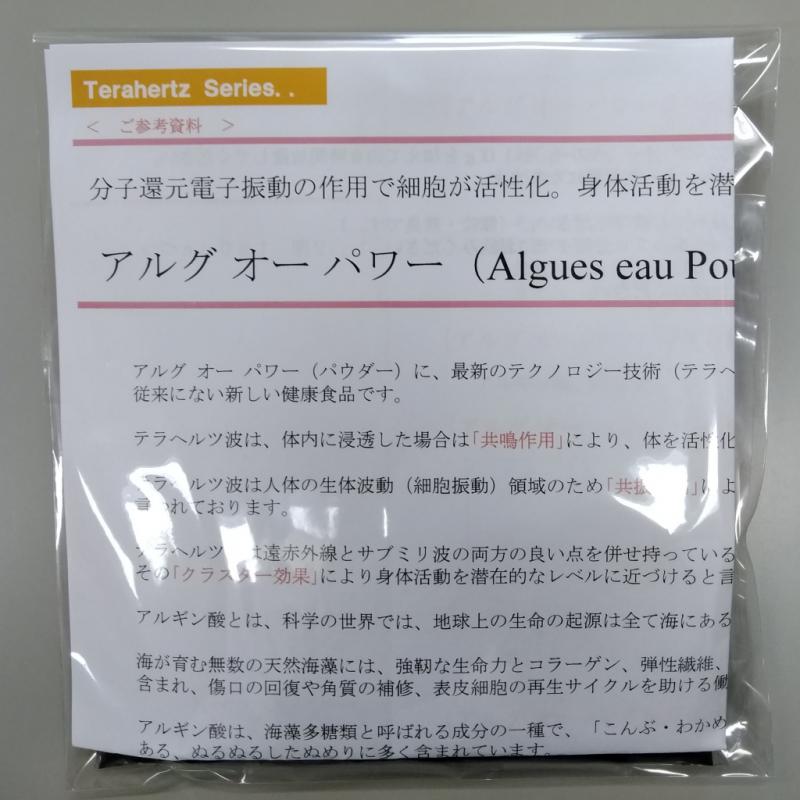 Terahertz Series..
< ご参考資料 >
分子還元電子振動の作用で細胞が活性化。身体活動を潜
アルグ オー パワー（Algues eau Pou
アルグ オー パワー（パウダー）に、最新のテクノロジー技術（テラヘ
従来にない新しい健康食品です。
テラヘルツ波は、体内に浸透した場合は「共鳴作用」により、体を活性化
テラヘルツ波は人体の生体波動（細胞振動）領域のため「共振 」によ
言われております。
テラヘルツ は遠赤外線とサブミリ波の両方の良い点を併せ持っている
その「クラスター効果」により身体活動を潜在的なレベルに近づけると言
アルギン酸とは、科学の世界では、地球上の生命の起源は全て海にある
海が育む無数の天然海藻には、強靭な生命力とコラーゲン、弾性繊維、
含まれ、傷口の回復や角質の補修、表皮細胞の再生サイクルを助ける働
アルギン酸は、海藻多糖類と呼ばれる成分の一種で、「こんぶ・わかめ
ある、ぬるぬるしたぬめりに多く含まれています。